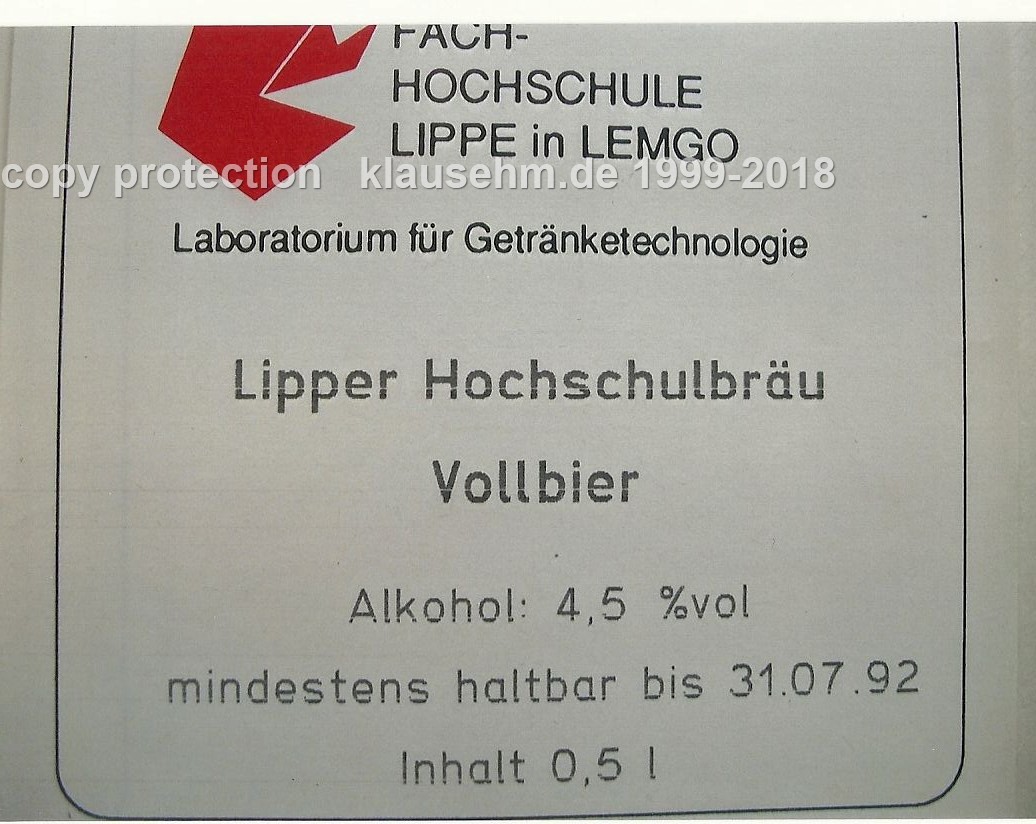 FACH-
HOCHSCHULE
LIPPE in LEMGO
copy protection klausehm.de 1999-2018
Laboratorium für Getränketechnologie
Lipper Hochschulbräu
Vollbier
Alkohol: 4,5 %vol
mindestens haltbar bis 31.07.92
Inhalt 0,5 l